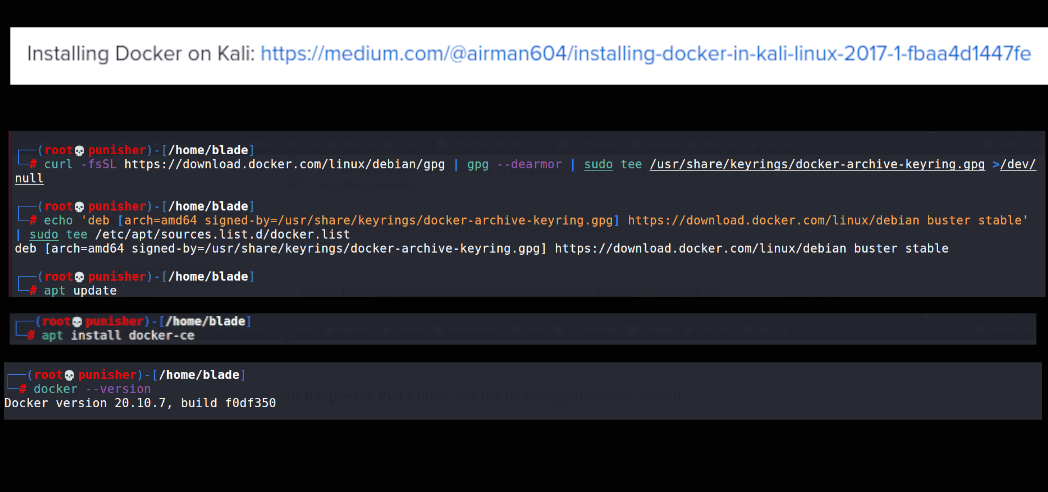 Installing Docker on Kali: https://medium.com/@airman604/installing-docker-in-kali-linux-2017-1-fbaa4d1447fe
┌──(root💀punisher)-[/home/blade]
└─# curl -fsSL https://download.docker.com/linux/debian/gpg | gpg --dearmor | sudo tee /usr/share/keyrings/docker-archive-keyring.gpg >/dev/
null
┌──(root💀punisher)-[/home/blade]
└─# echo 'deb [arch=amd64 signed-by=/usr/share/keyrings/docker-archive-keyring.gpg] https://download.docker.com/linux/debian buster stable'
| sudo tee /etc/apt/sources.list.d/docker.list
deb [arch=amd64 signed-by=/usr/share/keyrings/docker-archive-keyring.gpg] https://download.docker.com/linux/debian buster stable
┌──(root💀punisher)-[/home/blade]
└─# apt update
┌──(root💀punisher)-[/home/blade]
└─# apt install docker-ce
┌──(root💀punisher)-[/home/blade]
└─# docker --version
Docker version 20.10.7, build f0df350